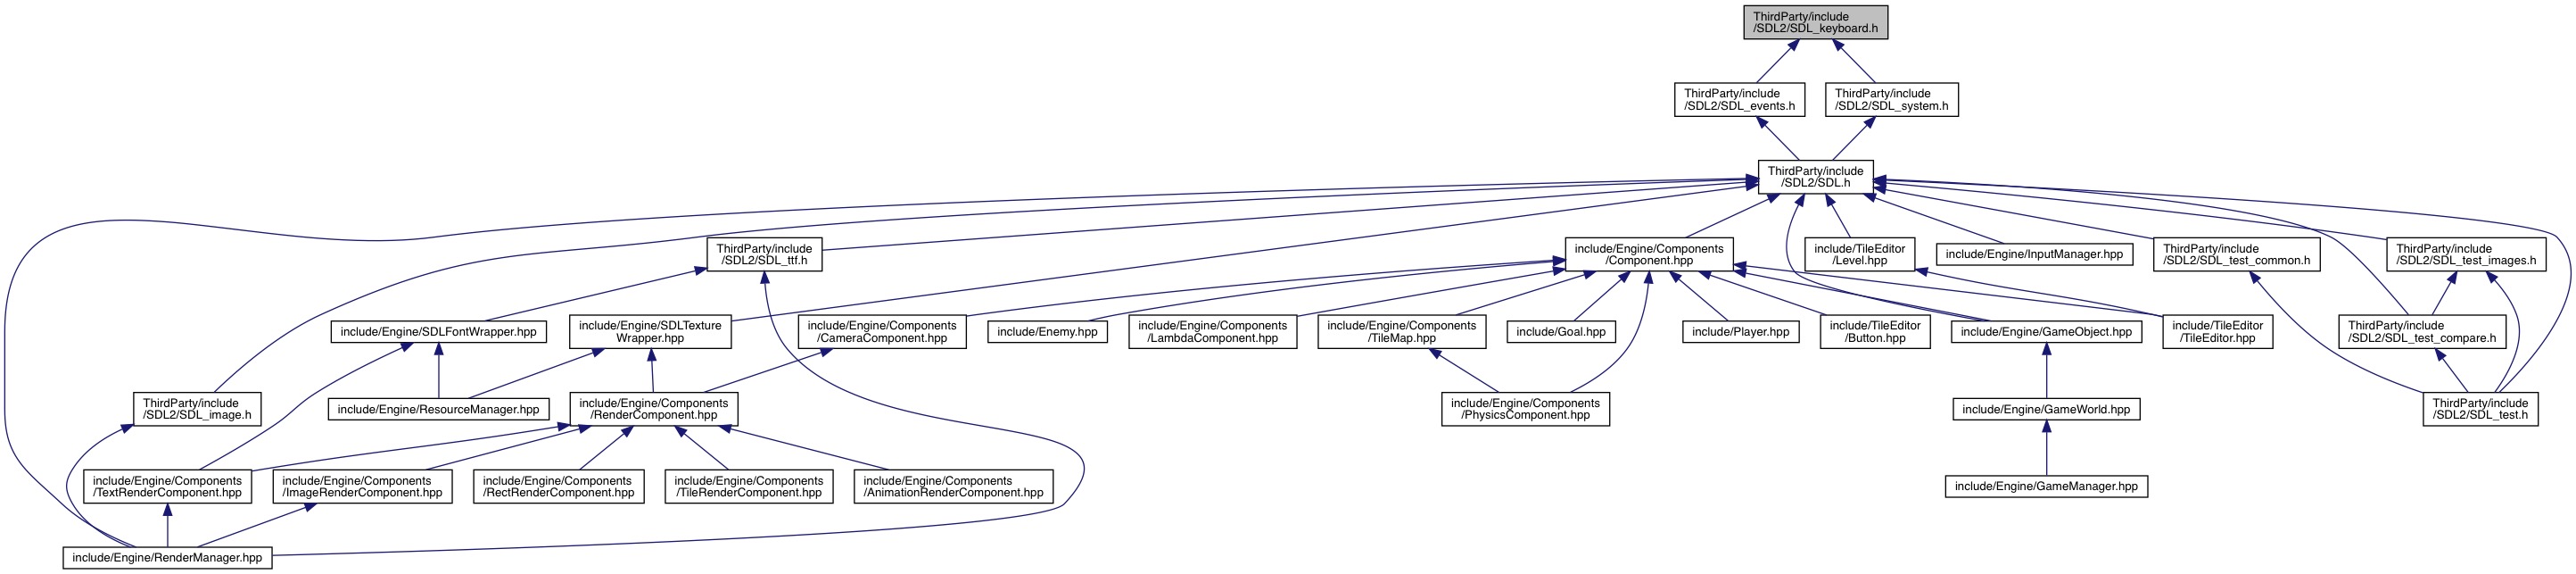 ThirdParty/include
/SDL2/SDL_keyboard.h
ThirdParty/include
/SDL2/SDL_events.h
ThirdParty/include
/SDL2/SDL_system.h
ThirdParty/include
/SDL2/SDL.h
ThirdParty/include
/SDL2/SDL_ttf.h
include/Engine/Components
/Component.hpp
include/TileEditor
/Level.hpp
include/Engine/InputManager.hpp
ThirdParty/include
/SDL2/SDL_test_common.h
ThirdParty/include
/SDL2/SDL_test_images.h
include/Engine/SDLFontWrapper.hpp
include/Engine/SDLTexture
Wrapper.hpp
include/Engine/Components
/CameraComponent.hpp
include/Enemy.hpp
include/Engine/Components
/LambdaComponent.hpp
include/Engine/Components
/TileMap.hpp
include/Goal.hpp
include/Player.hpp
include/TileEditor
/Button.hpp
include/Engine/GameObject.hpp
include/TileEditor
/TileEditor.hpp
ThirdParty/include
/SDL2/SDL_test_compare.h
ThirdParty/include
/SDL2/SDL_image.h
include/Engine/ResourceManager.hpp
include/Engine/Components
/RenderComponent.hpp
include/Engine/Components
/PhysicsComponent.hpp
include/Engine/GameWorld.hpp
ThirdParty/include
/SDL2/SDL_test.h
include/Engine/Components
/TextRenderComponent.hpp
include/Engine/Components
/ImageRenderComponent.hpp
include/Engine/Components
/RectRenderComponent.hpp
include/Engine/Components
/TileRenderComponent.hpp
include/Engine/Components
/AnimationRenderComponent.hpp
include/Engine/GameManager.hpp
include/Engine/RenderManager.hpp